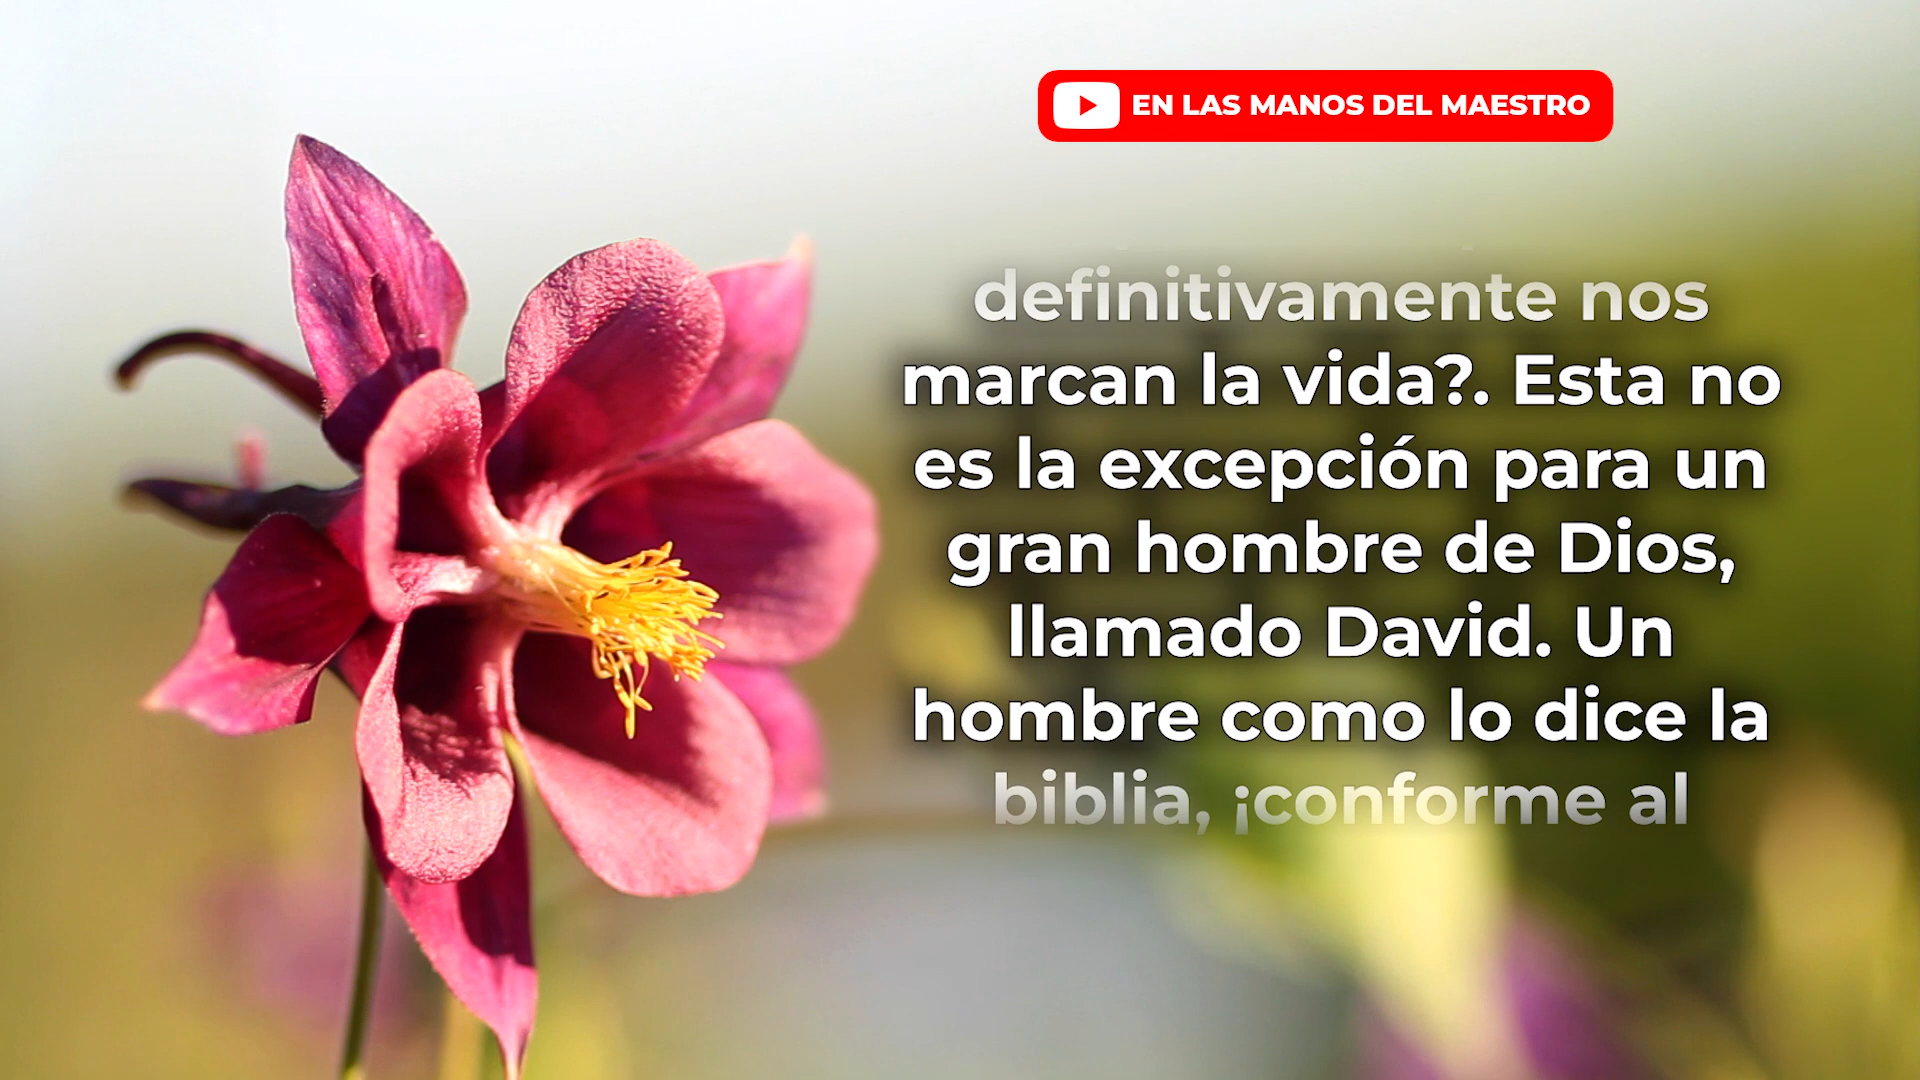 EN LAS MANOS DEL MAESTRO
definitivamente nos
marcan la vida?. Esta no
es la excepción para un
gran hombre de Dios,
llamado David. Un
hombre como lo dice la
biblia, ¡conforme al